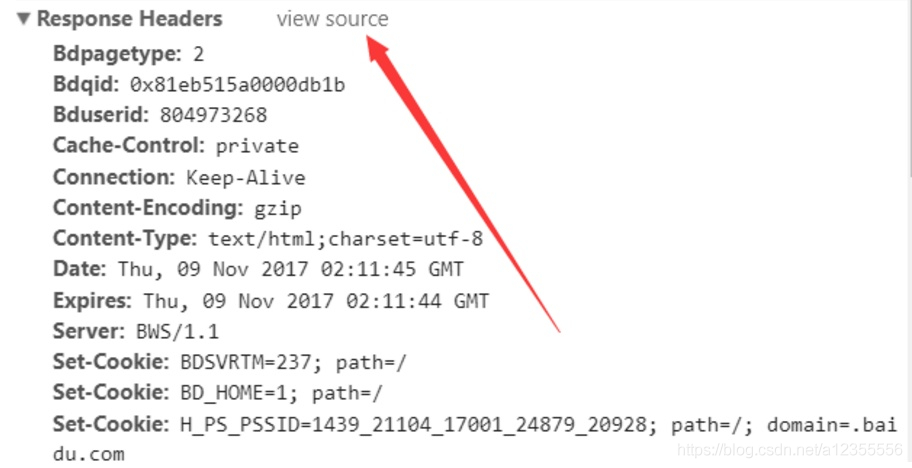 ▼ Response Headers view source
Bdpagetype: 2
Bdqid: 0x81eb515a0000db1b
Bduserid: 804973268
Cache-Control: private
Connection: Keep-Alive
Content-Encoding: gzip
Content-Type: text/html;charset=utf-8
Date: Thu, 09 Nov 2017 02:11:45 GMT
Expires: Thu, 09 Nov 2017 02:11:44 GMT
Server: BWS/1.1
Set-Cookie: BDSVRTM=237; path=/
Set-Cookie: BD_HOME=1; path=/
Set-Cookie: H_PS_PSSID=1439_21104_17001_24879_20928; path=/; domain=.bai
du.com
https://blog.csdn.net/a12355556